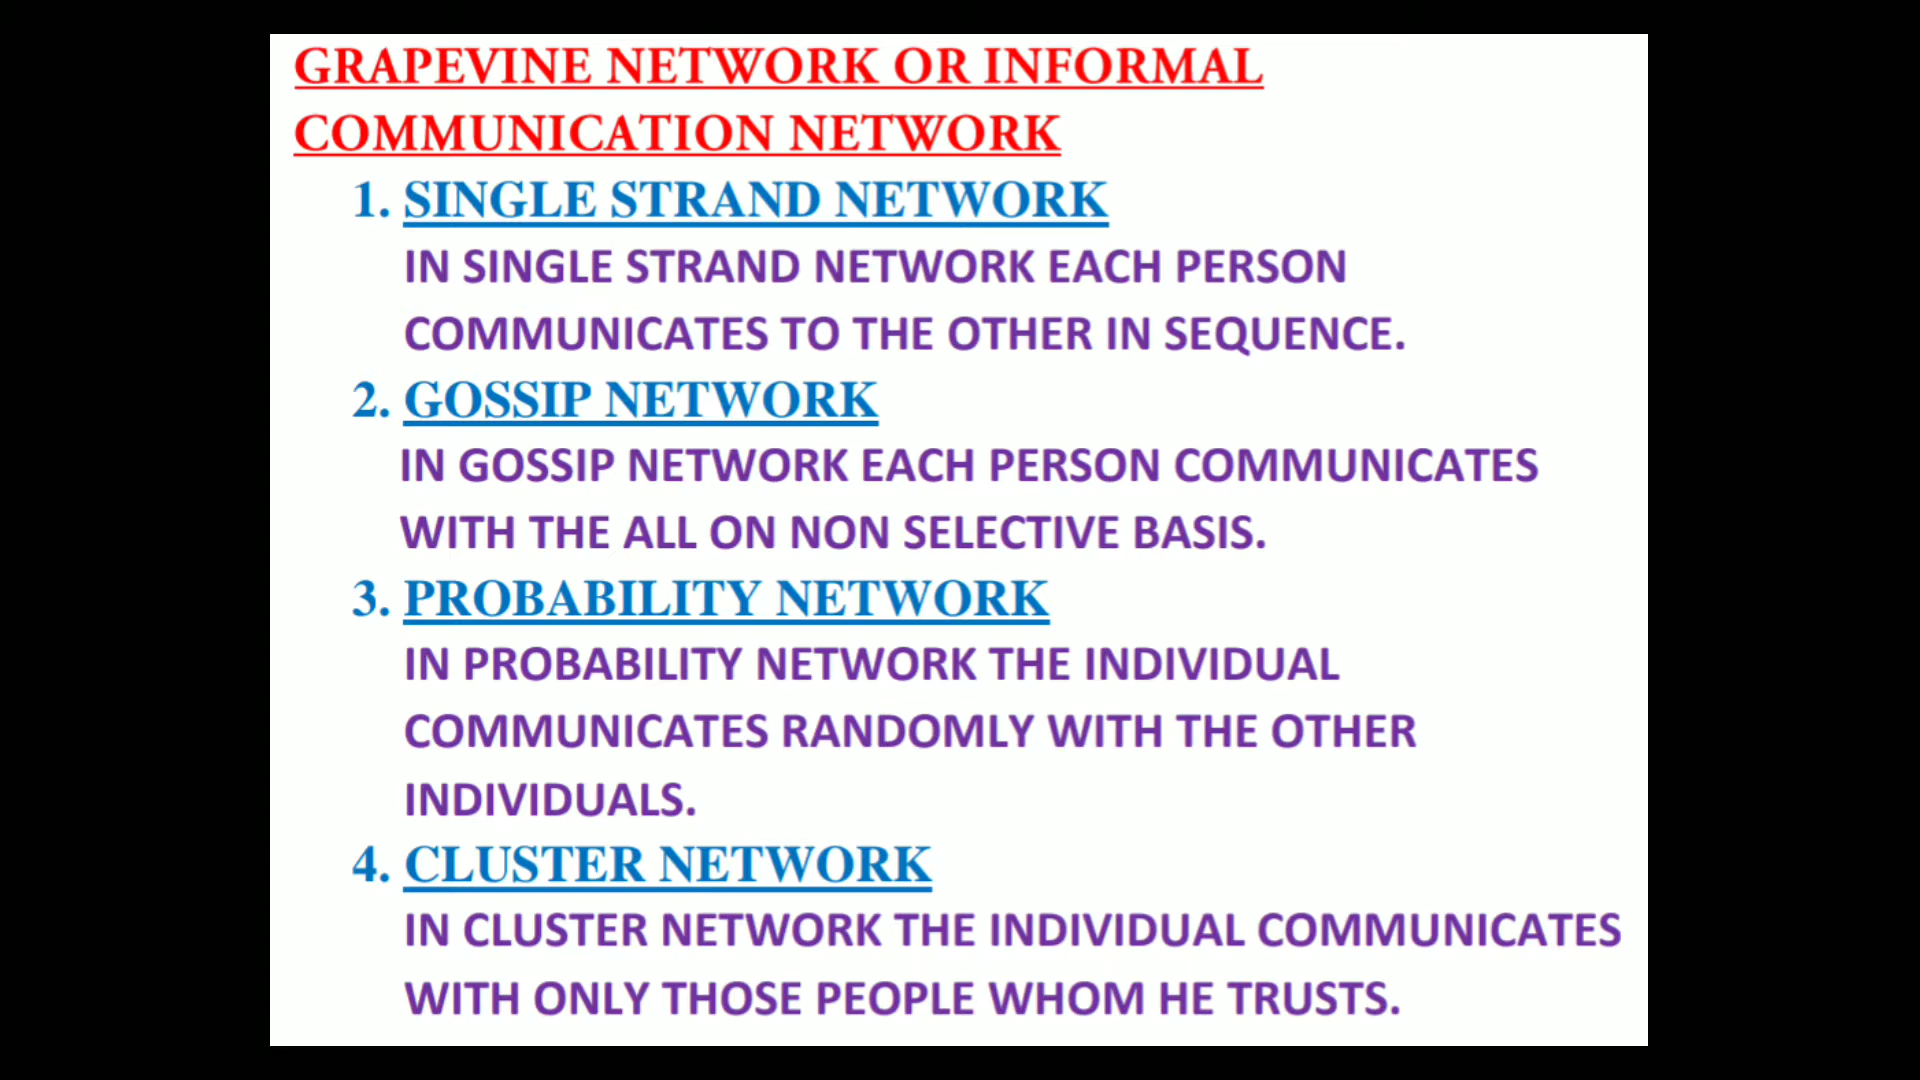 GRAPEVINE NETWORK OR INFORMAL
COMMUNICATION NETWORK
1. SINGLE STRAND NETWORK
IN SINGLE STRAND NETWORK EACH PERSON
COMMUNICATES TO THE OTHER IN SEQUENCE.
2. GOSSIP NETWORK
IN GOSSIP NETWORK EACH PERSON COMMUNICATES
WITH THE ALL ON NON SELECTIVE BASIS.
3. PROBABILITY NETWORK
IN PROBABILITY NETWORK THE INDIVIDUAL
COMMUNICATES RANDOMLY WITH THE OTHER
INDIVIDUALS.
4. CLUSTER NETWORK
IN CLUSTER NETWORK THE INDIVIDUAL COMMUNICATES
WITH ONLY THOSE PEOPLE WHOM HE TRUSTS.